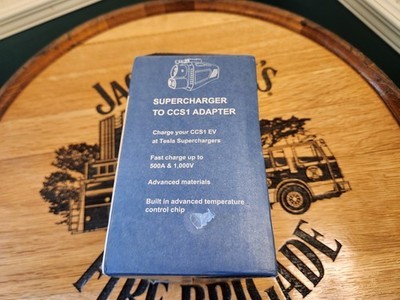 JAC
'S
SUPERCHARGER
TO CCS1 ADAPTER
Charge your CCS1 EV
at Tesla Superchargers
Fast charge up to
500A & 1,000V
Advanced materials
Built in advanced temperature
control chip
FIRE BRIGADE